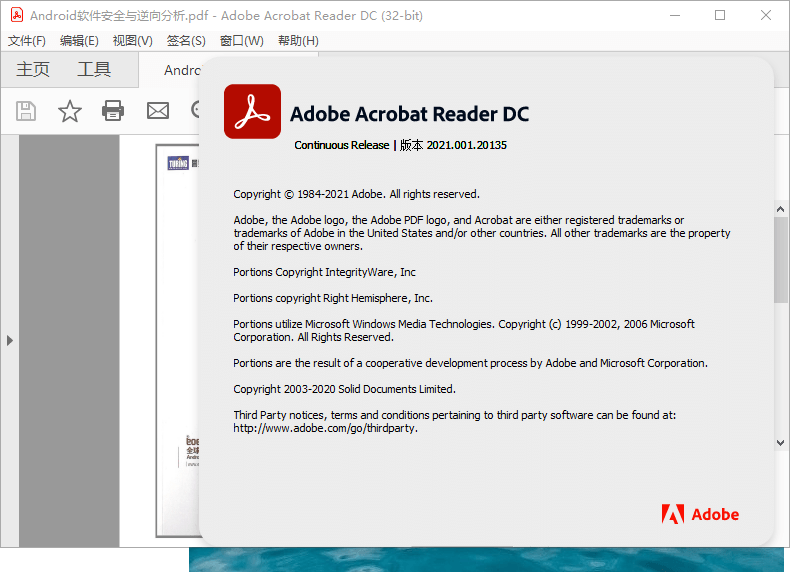 Android软件安全与逆向分析.pdf - Adobe Acrobat Reader DC (32-bit)
文件(F) 编辑(E) 视图(V) 签名(S) 窗口(W) 帮助(H)
主页 工具 Andro
Adobe Acrobat Reader DC
Continuous Release | 版本 2021.001.20135
TURING
Copyright © 1984-2021 Adobe. All rights reserved.
Adobe, the Adobe logo, the Adobe PDF logo, and Acrobat are either registered trademarks or
trademarks of Adobe in the United States and/or other countries. All other trademarks are the property
of their respective owners.
Portions Copyright IntegrityWare, Inc
Portions copyright Right Hemisphere, Inc.
Portions utilize Microsoft Windows Media Technologies. Copyright (c) 1999-2002, 2006 Microsoft
Corporation. All Rights Reserved.
Portions are the result of a cooperative development process by Adobe and Microsoft Corporation.
Copyright 2003-2020 Solid Documents Limited.
Third Party notices, terms and conditions pertaining to third party software can be found at:
http://www.adobe.com/go/thirdparty.
Adobe